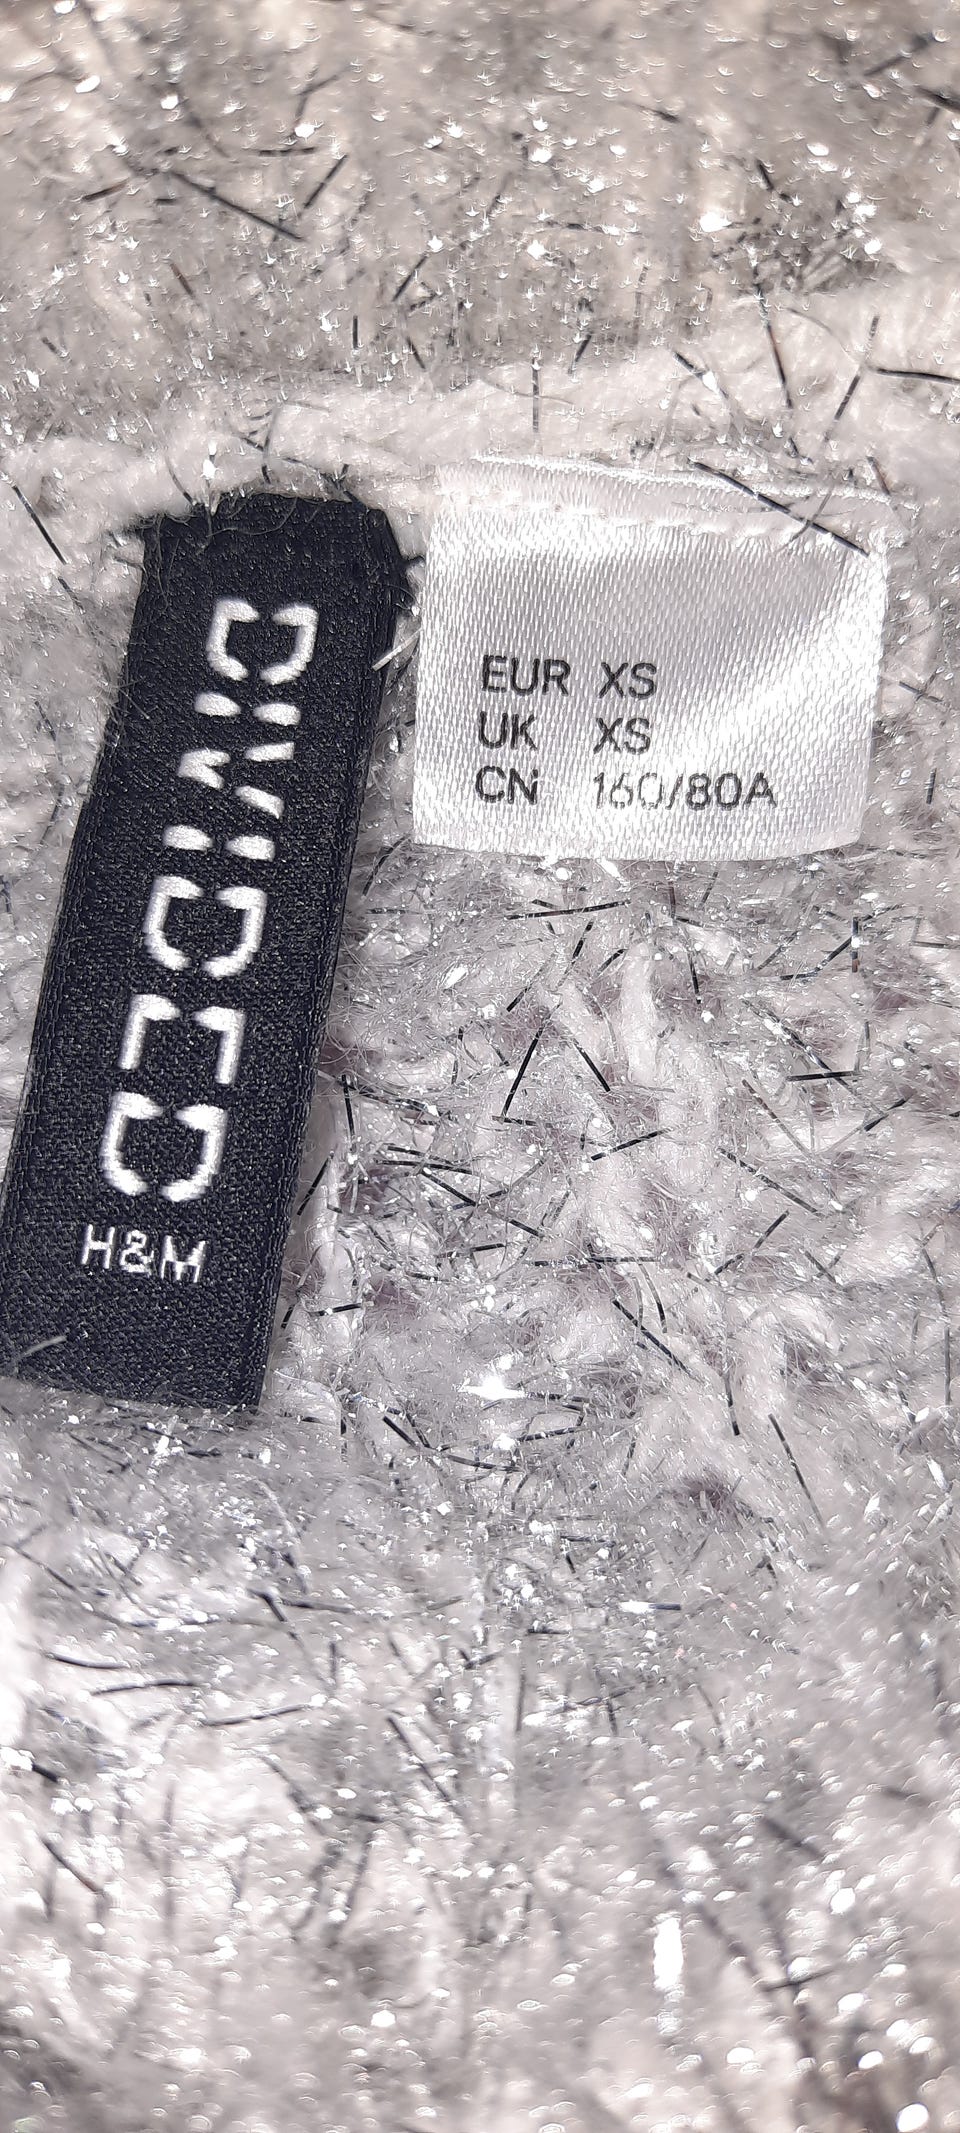 DIVIDED
H&M
EUR XS
UK XS
CN 160/80A